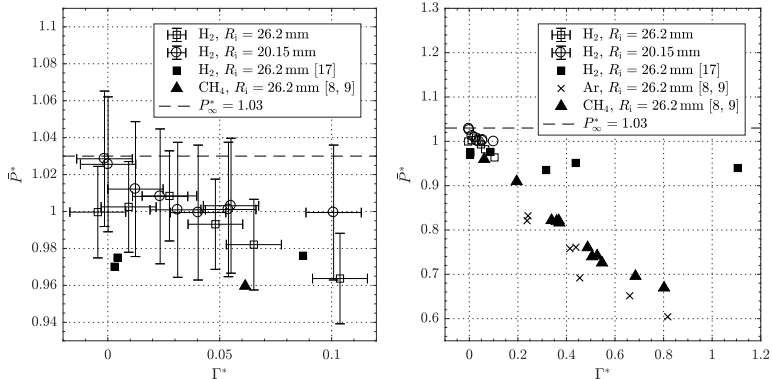 1.1
1.08
1.06
1.04
1.02
1
0.98
0.96
0.94
P̄*
H₂, Rᵢ = 26.2 mm
H₂, Rᵢ = 20.15 mm
H₂, Rᵢ = 26.2 mm [17]
CH₄, Rᵢ = 26.2 mm [8, 9]
P*∞ = 1.03
0
0.05
0.1
Γ*
1.3
1.2
1.1
1
0.9
0.8
0.7
0.6
P̄*
H₂, Rᵢ = 26.2 mm
H₂, Rᵢ = 20.15 mm
H₂, Rᵢ = 26.2 mm [17]
Ar, Rᵢ = 26.2 mm [8, 9]
CH₄, Rᵢ = 26.2 mm [8, 9]
P*∞ = 1.03
0
0.2
0.4
0.6
0.8
1
1.2
Γ*